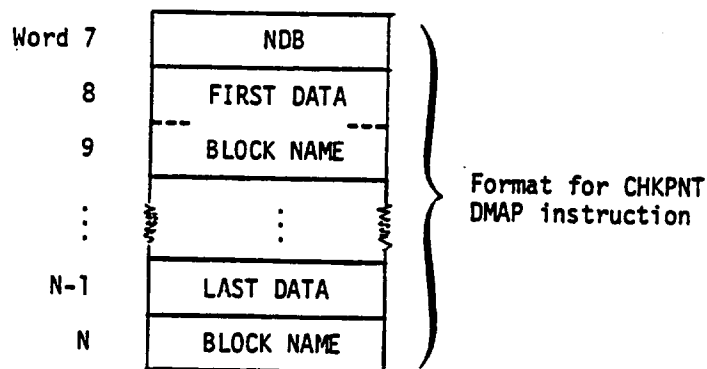 Word 7 NDB
8 FIRST DATA
9 BLOCK NAME
Format for CHKPNT
DMAP instruction
⋮ ⋮
N-1 LAST DATA
N BLOCK NAME